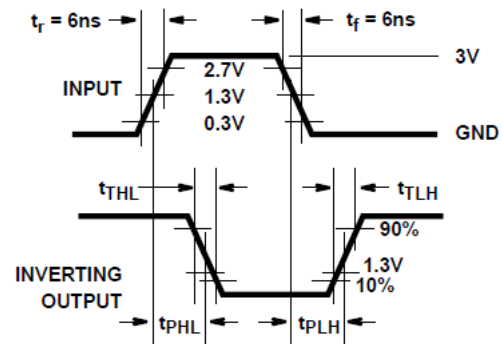 tr = 6ns
tf = 6ns
3V
INPUT
2.7V
1.3V
0.3V
GND
tTHL
tTLH
90%
INVERTING
OUTPUT
1.3V
10%
tPHL
tPLH